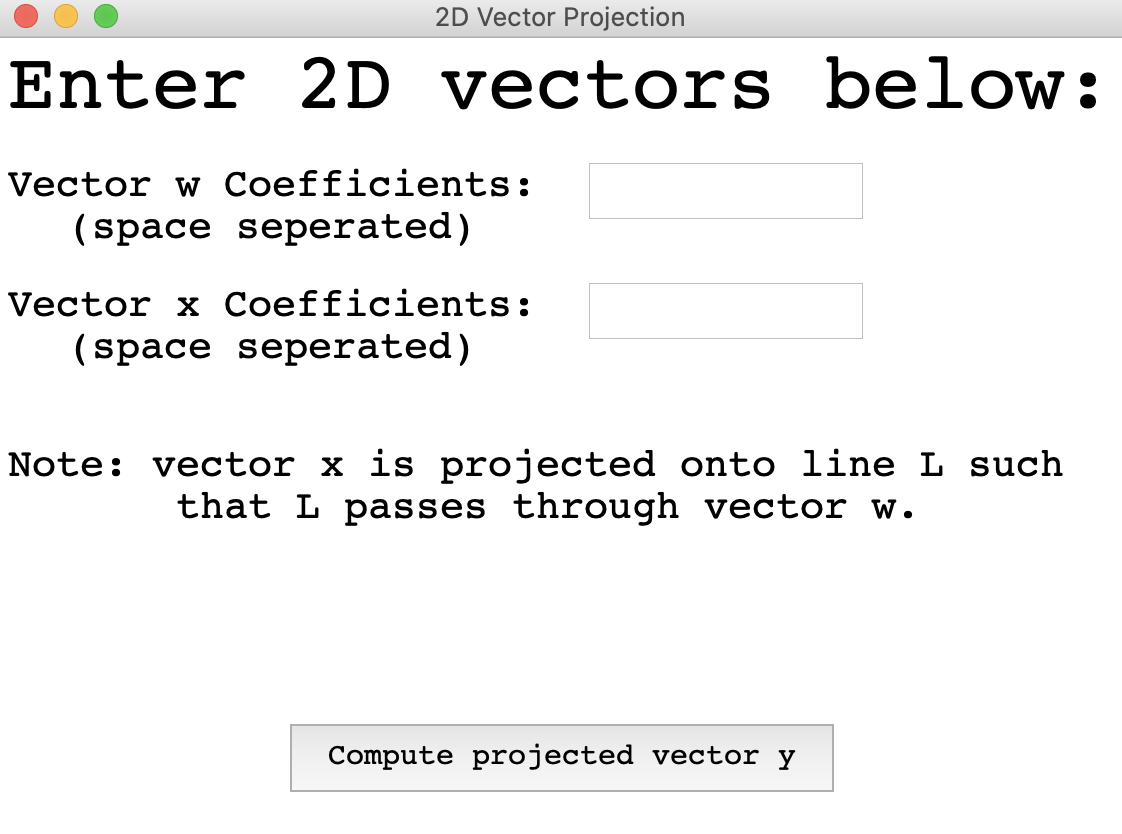 2D Vector Projection
Enter 2D vectors below:
Vector w Coefficients:
(space seperated)
Vector x Coefficients:
(space seperated)
Note: vector x is projected onto line L such
that L passes through vector w.
Compute projected vector y